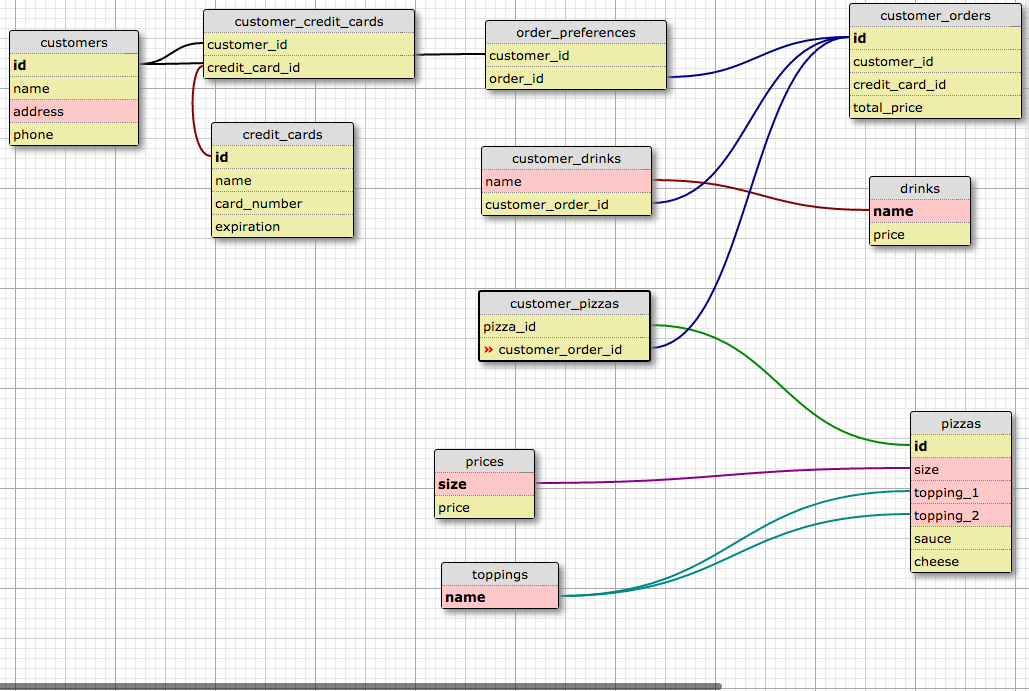 customers
id
name
address
phone
customer_credit_cards
customer_id
credit_card_id
credit_cards
id
name
card_number
expiration
order_preferences
customer_id
order_id
customer_orders
id
customer_id
credit_card_id
total_price
customer_drinks
name
customer_order_id
drinks
name
price
customer_pizzas
pizza_id
» customer_order_id
pizzas
id
size
topping_1
topping_2
sauce
cheese
prices
size
price
toppings
name